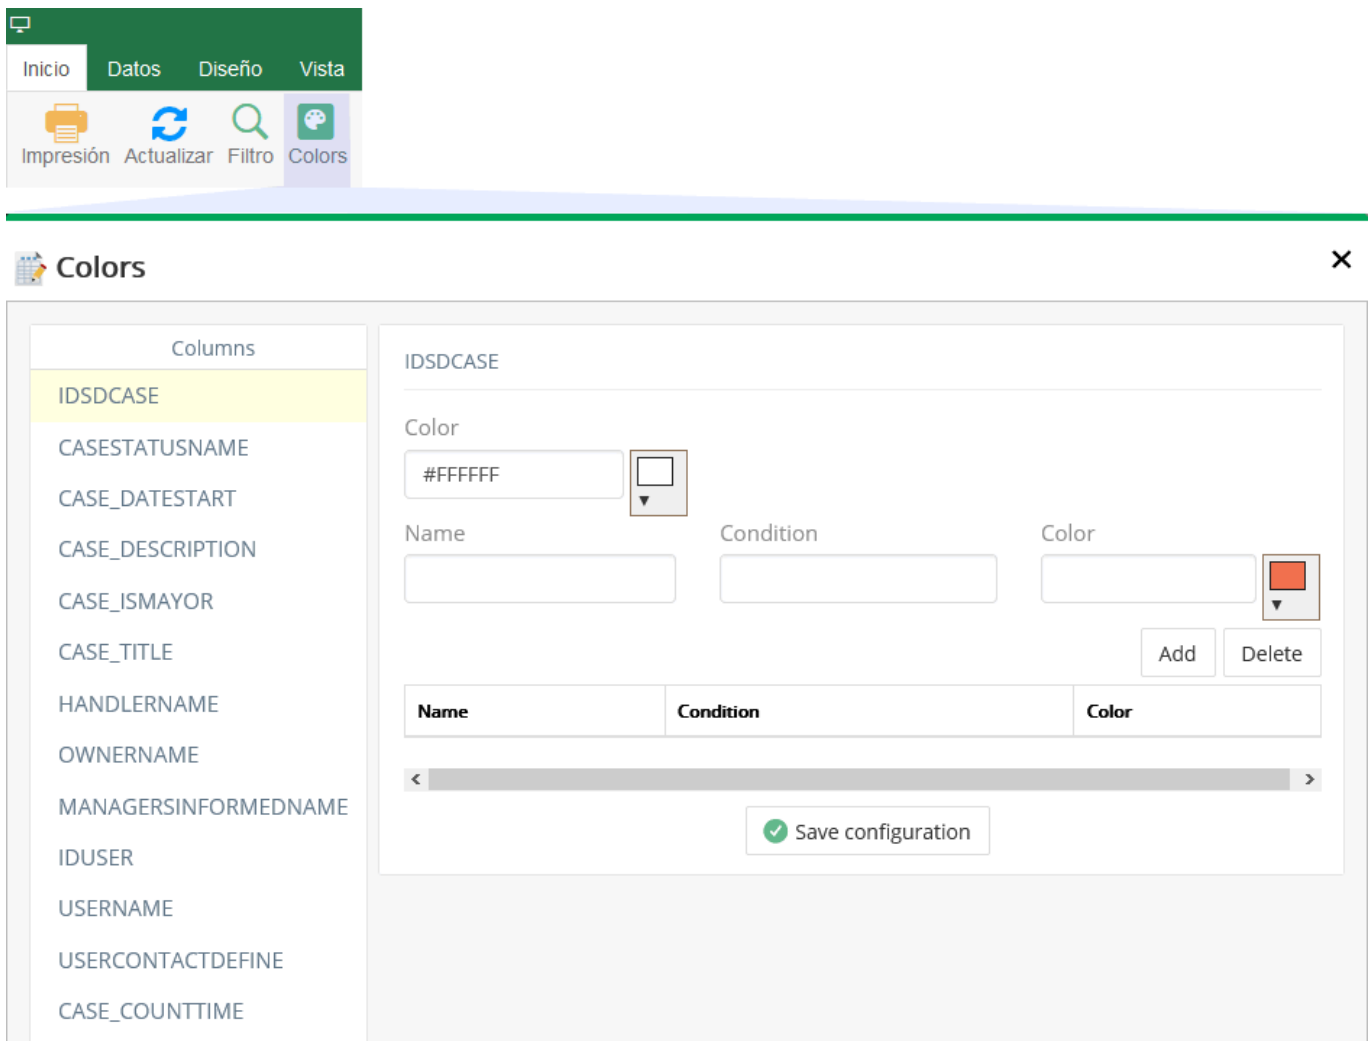 Inicio Datos Diseño Vista
Impresión Actualizar Filtro Colors
Colors
Columns
IDSDCASE
CASESTATUSNAME
CASE_DATESTART
CASE_DESCRIPTION
CASE_ISMAYOR
CASE_TITLE
HANDLERNAME
OWNERNAME
MANAGERSINFORMEDNAME
IDUSER
USERNAME
USERCONTACTDEFINE
CASE_COUNTTIME
IDSDCASE
Color
#FFFFFF
Name Condition Color
Add Delete
Name Condition Color
Save configuration